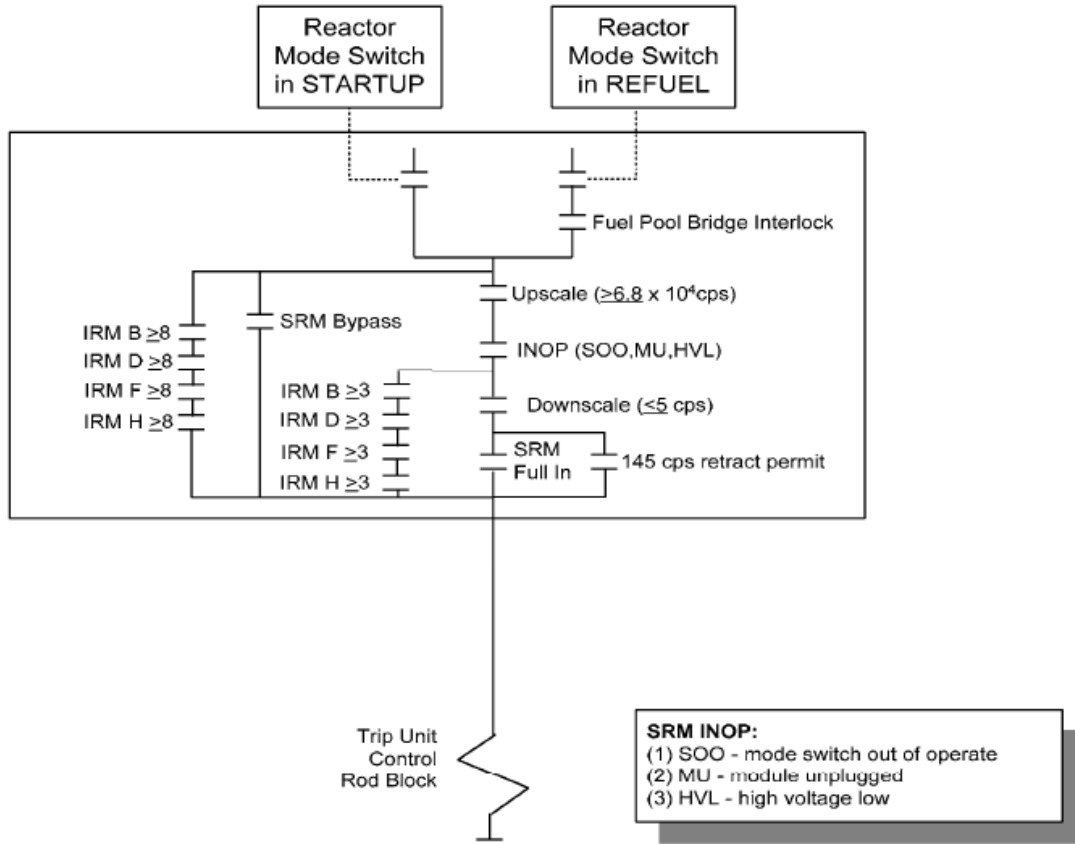 Reactor
Mode Switch
in STARTUP
Reactor
Mode Switch
in REFUEL
Fuel Pool Bridge Interlock
Upscale (≥6.8 x 10⁴cps)
SRM Bypass
IRM B ≥8
IRM D ≥8
IRM F ≥8
IRM H ≥8
INOP (SOO,MU,HVL)
IRM B ≥3
IRM D ≥3
IRM F ≥3
IRM H ≥3
Downscale (≤5 cps)
SRM
Full In
145 cps retract permit
Trip Unit
Control
Rod Block
SRM INOP:
(1) SOO - mode switch out of operate
(2) MU - module unplugged
(3) HVL - high voltage low